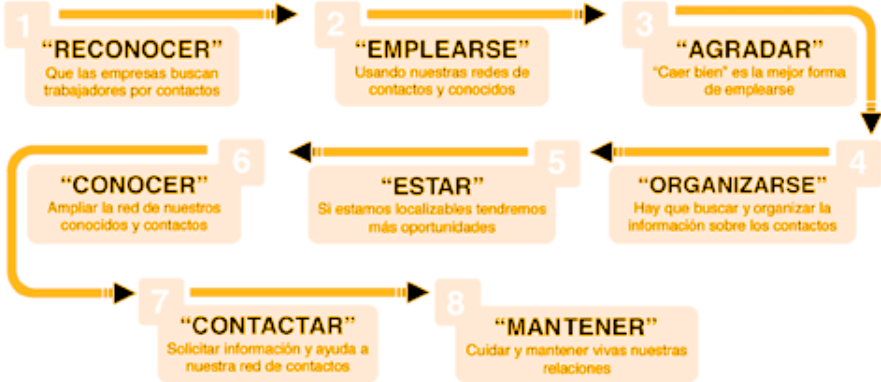 1
“RECONOCER”
Que las empresas buscan
trabajadores por contactos
2
“EMPLEARSE”
Usando nuestras redes de
contactos y conocidos
3
“AGRADAR”
“Caer bien” es la mejor forma
de emplearse
4
“ORGANIZARSE”
Hay que buscar y organizar la
información sobre los contactos
5
“ESTAR”
Si estamos localizables tendremos
más oportunidades
6
“CONOCER”
Ampliar la red de nuestros
conocidos y contactos
7
“CONTACTAR”
Solicitar información y ayuda a
nuestra red de contactos
8
“MANTENER”
Cuidar y mantener vivas nuestras
relaciones